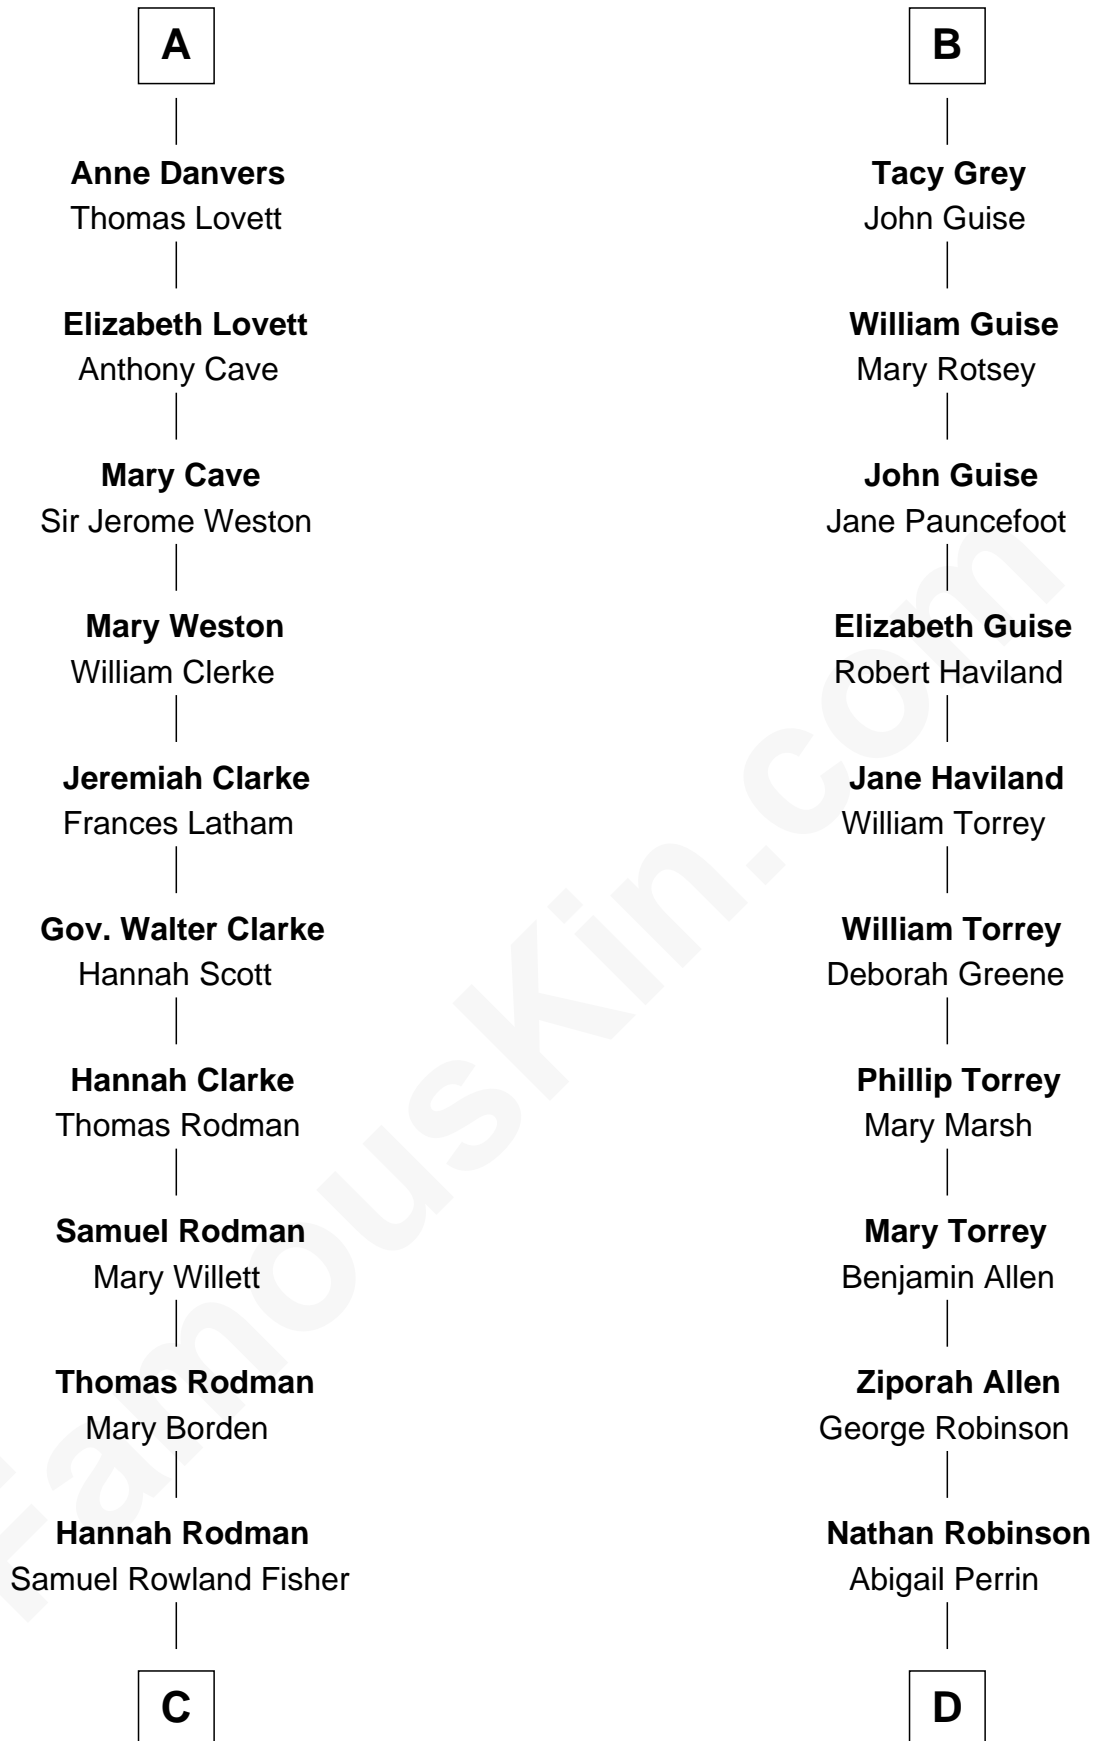 A
Anne Danvers
Thomas Lovett
Elizabeth Lovett
Anthony Cave
Mary Cave
Sir Jerome Weston
Mary Weston
William Clerke
Jeremiah Clarke
Frances Latham
Gov. Walter Clarke
Hannah Scott
Hannah Clarke
Thomas Rodman
Samuel Rodman
Mary Willett
Thomas Rodman
Mary Borden
Hannah Rodman
Samuel Rowland Fisher
C
B
Tacy Grey
John Guise
William Guise
Mary Rotsey
John Guise
Jane Pauncefoot
Elizabeth Guise
Robert Haviland
Jane Haviland
William Torrey
William Torrey
Deborah Greene
Phillip Torrey
Mary Marsh
Mary Torrey
Benjamin Allen
Ziporah Allen
George Robinson
Nathan Robinson
Abigail Perrin
D
FamousKin.com